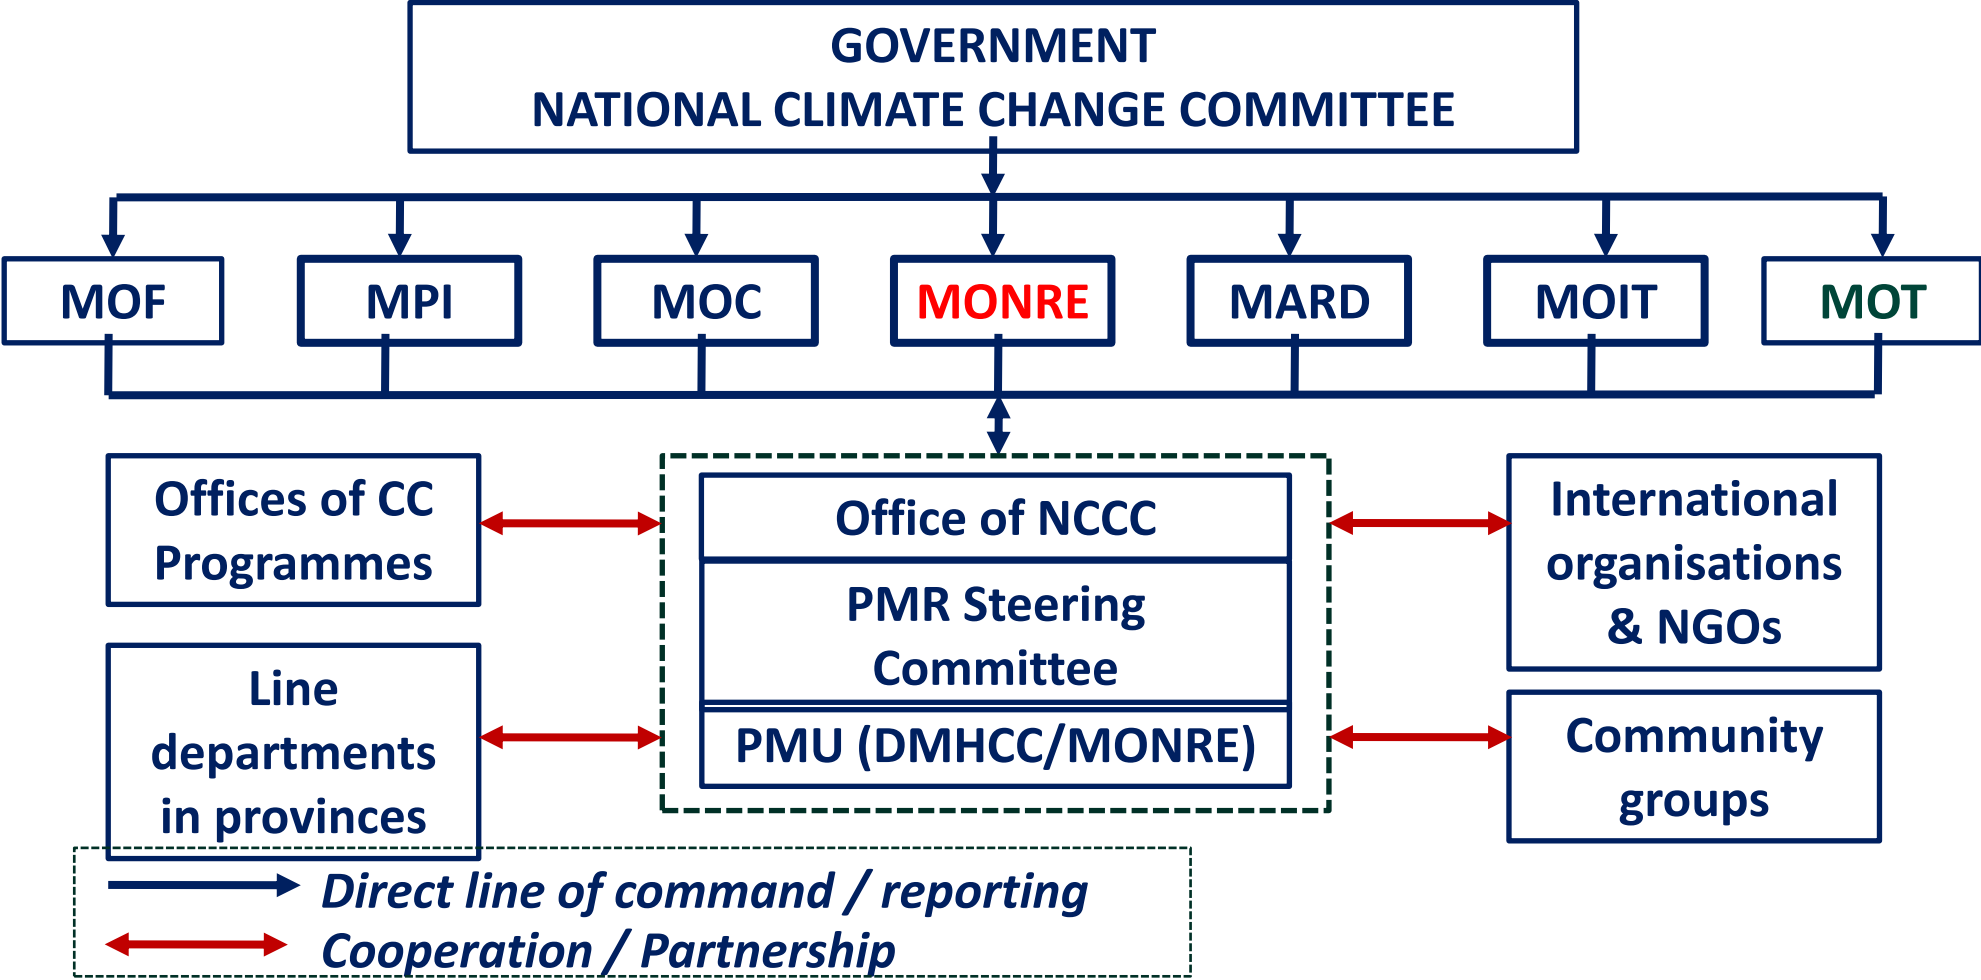 GOVERNMENT
NATIONAL CLIMATE CHANGE COMMITTEE
MOF
MPI
MOC
MONRE
MARD
MOIT
MOT
Offices of CC
Programmes
Line
departments
in provinces
Office of NCCC
PMR Steering
Committee
PMU (DMHCC/MONRE)
International
organisations
& NGOs
Community
groups
Direct line of command / reporting
Cooperation / Partnership